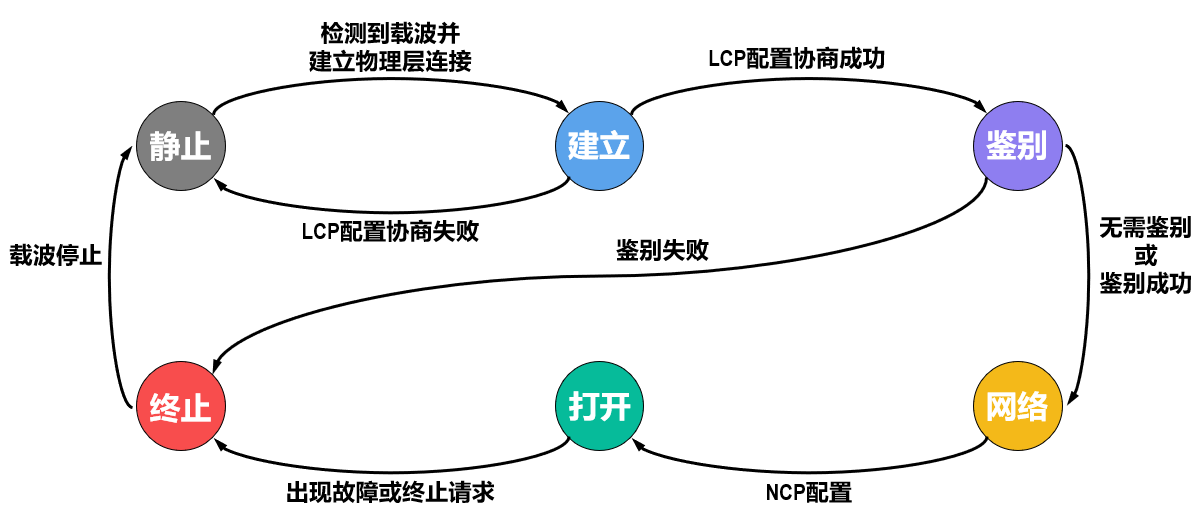 检测到载波并
建立物理层连接
LCP配置协商成功
静止
建立
鉴别
LCP配置协商失败
无需鉴别
或
鉴别成功
载波停止
鉴别失败
终止
打开
网络
出现故障或终止请求
NCP配置